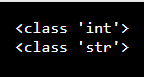 <class 'int'>
<class 'str'>